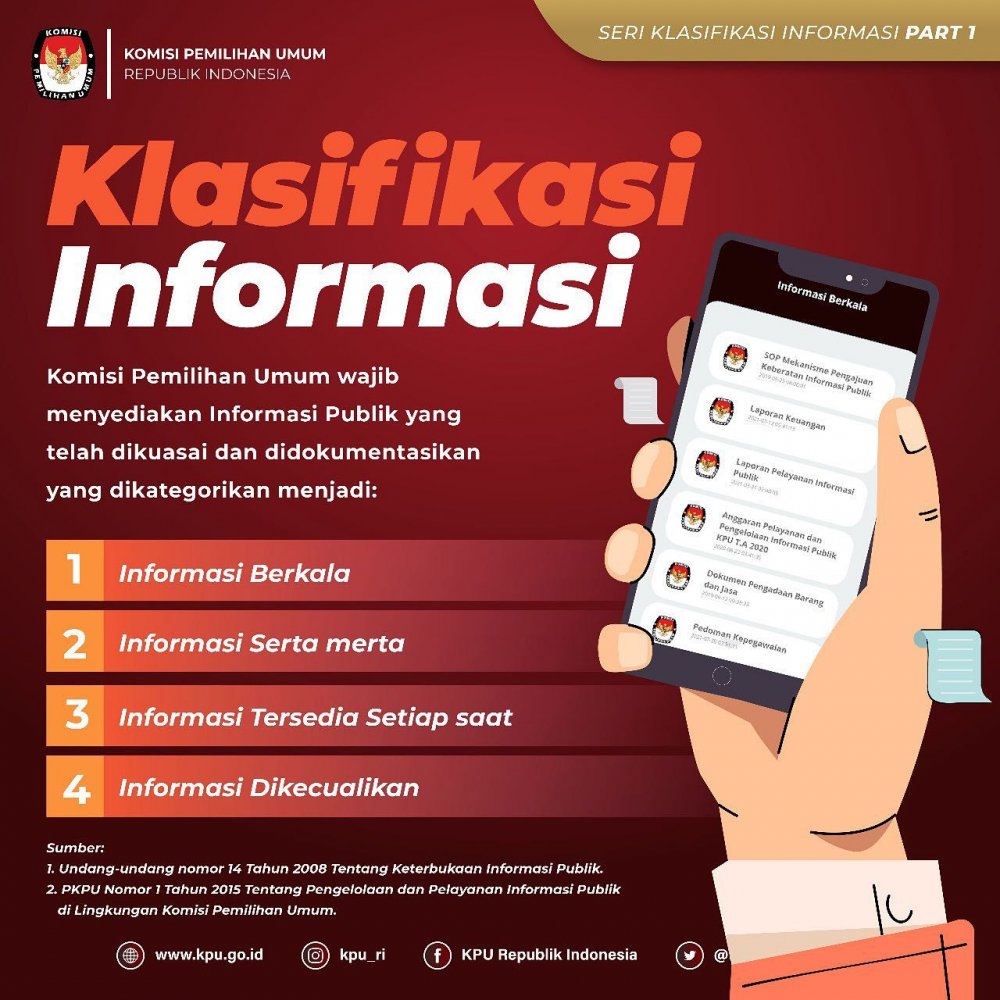 SERI KLASIFIKASI INFORMASI PART 1
KOMISI
PEMILIHAN UMUM
KOMISI PEMILIHAN UMUM
REPUBLIK INDONESIA
Klasifikasi
Informasi
Komisi Pemilihan Umum wajib
menyediakan Informasi Publik yang
telah dikuasai dan didokumentasikan
yang dikategorikan menjadi:
1 Informasi Berkala
2 Informasi Serta merta
3 Informasi Tersedia Setiap saat
4 Informasi Dikecualikan
Informasi Berkala
SOP Mekanisme Pengajuan
Keberatan Informasi Publik
Laporan Keuangan
Laporan Pelayanan Informasi
Publik
Anggaran Pelayanan dan
Pengelolaan Informasi Publik
KPU T.A 2020
Dokumen Pengadaan Barang
dan Jasa
Pedoman Kepegawaian
Sumber:
1. Undang-undang nomor 14 Tahun 2008 Tentang Keterbukaan Informasi Publik.
2. PKPU Nomor 1 Tahun 2015 Tentang Pengelolaan dan Pelayanan Informasi Publik
di Lingkungan Komisi Pemilihan Umum.
www.kpu.go.id kpu_ri KPU Republik Indonesia @